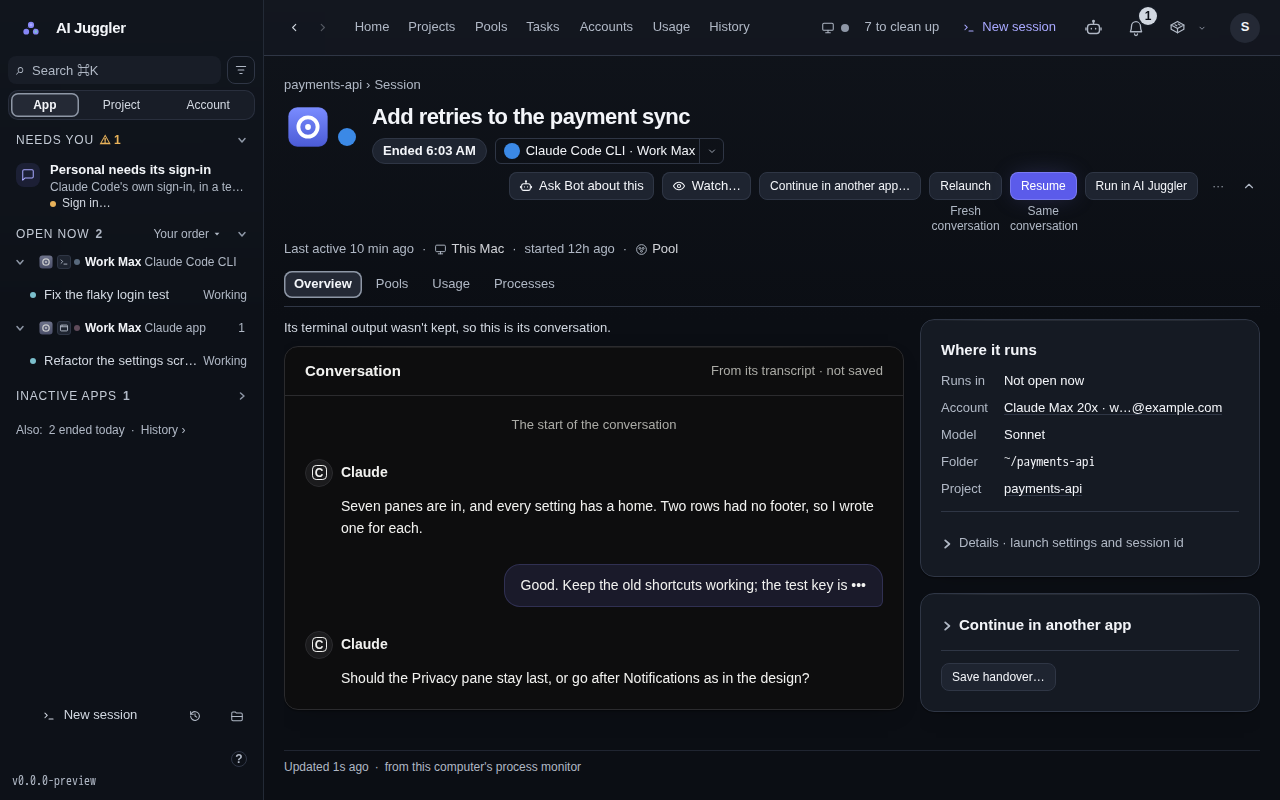 AI Juggler
Search ⌘K
App Project Account
NEEDS YOU 1
Personal needs its sign-in
Claude Code's own sign-in, in a te…
Sign in…
OPEN NOW 2 Your order
Work Max Claude Code CLI
Fix the flaky login test Working
Work Max Claude app 1
Refactor the settings scr… Working
INACTIVE APPS 1
Also: 2 ended today · History ›
New session
?
v0.0.0-preview
Home Projects Pools Tasks Accounts Usage History
7 to clean up
New session
1
S
payments-api › Session
Add retries to the payment sync
Ended 6:03 AM
Claude Code CLI · Work Max
Ask Bot about this
Watch…
Continue in another app…
Relaunch
Resume
Run in AI Juggler
Fresh conversation
Same conversation
Last active 10 min ago · This Mac · started 12h ago · Pool
Overview Pools Usage Processes
Its terminal output wasn't kept, so this is its conversation.
Conversation From its transcript · not saved
The start of the conversation
C Claude
Seven panes are in, and every setting has a home. Two rows had no footer, so I wrote
one for each.
Good. Keep the old shortcuts working; the test key is •••
C Claude
Should the Privacy pane stay last, or go after Notifications as in the design?
Where it runs
Runs in Not open now
Account Claude Max 20x · w…@example.com
Model Sonnet
Folder ~/payments-api
Project payments-api
Details · launch settings and session id
Continue in another app
Save handover…
Updated 1s ago · from this computer's process monitor